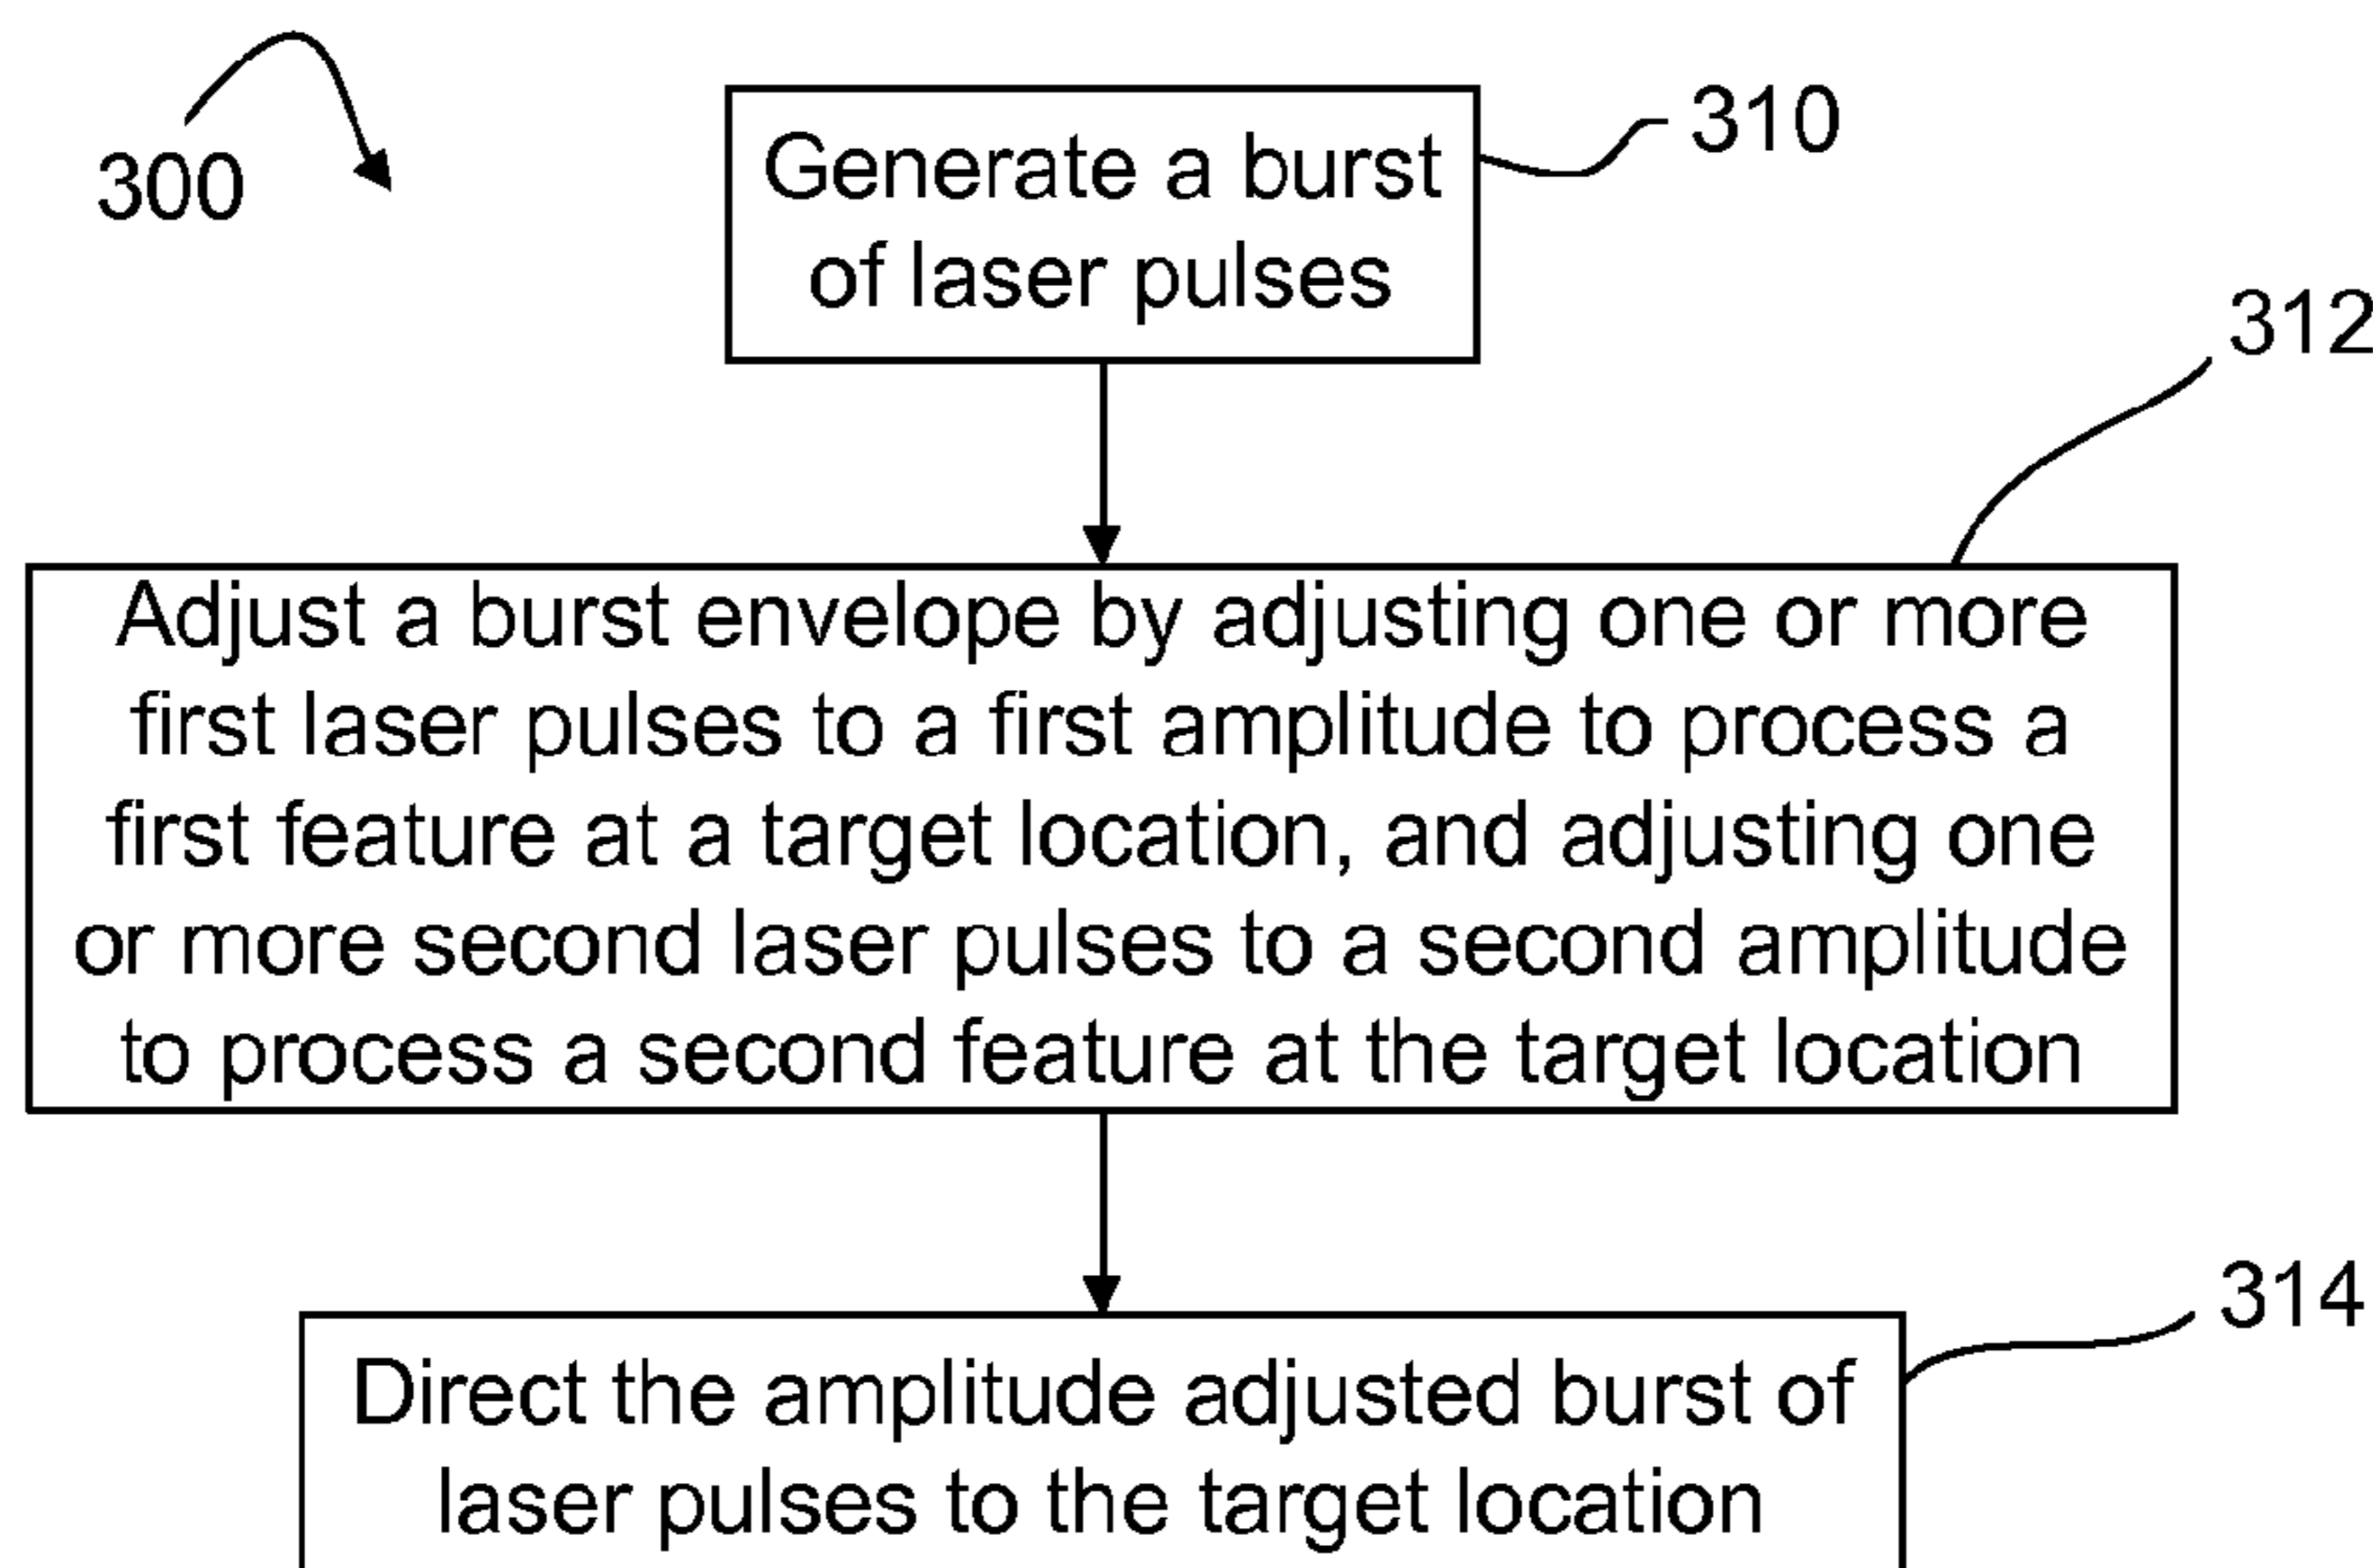 300
Generate a burst
of laser pulses
310
312
Adjust a burst envelope by adjusting one or more
first laser pulses to a first amplitude to process a
first feature at a target location, and adjusting one
or more second laser pulses to a second amplitude
to process a second feature at the target location
314
Direct the amplitude adjusted burst of
laser pulses to the target location